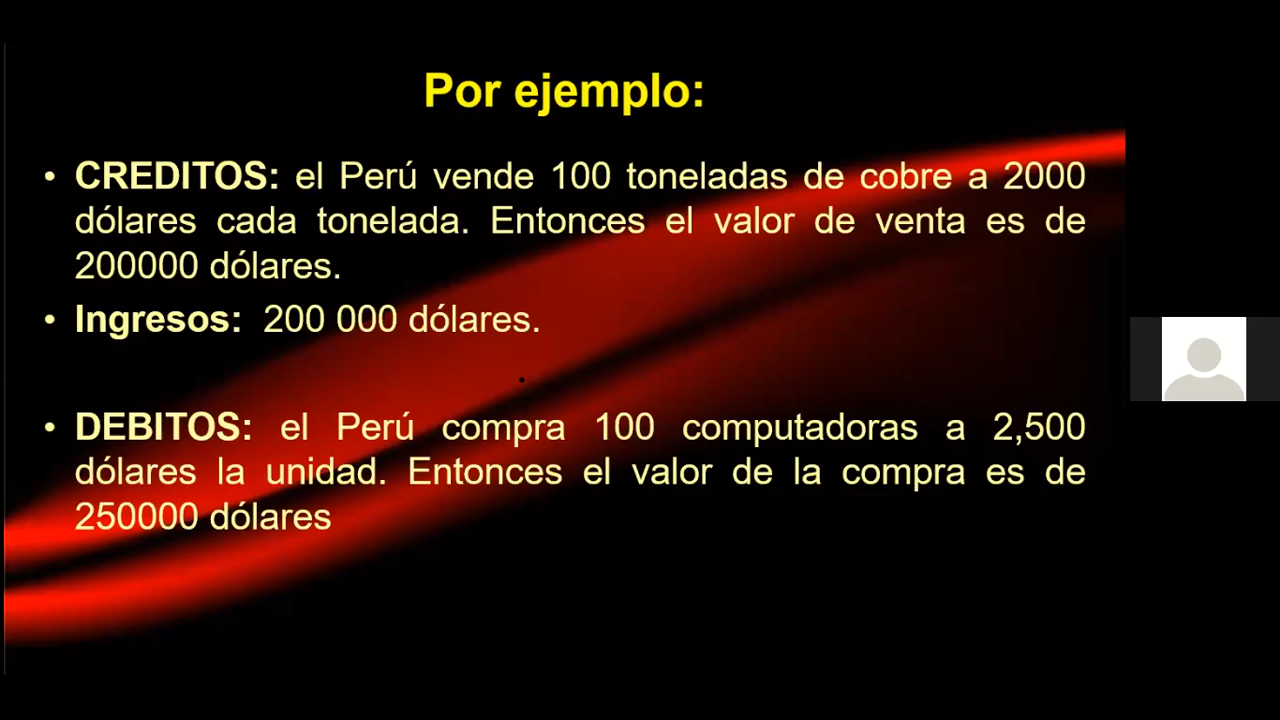 Por ejemplo:
• CREDITOS: el Perú vende 100 toneladas de cobre a 2000
dólares cada tonelada. Entonces el valor de venta es de
200000 dólares.
• Ingresos: 200 000 dólares.
• DEBITOS: el Perú compra 100 computadoras a 2,500
dólares la unidad. Entonces el valor de la compra es de
250000 dólares